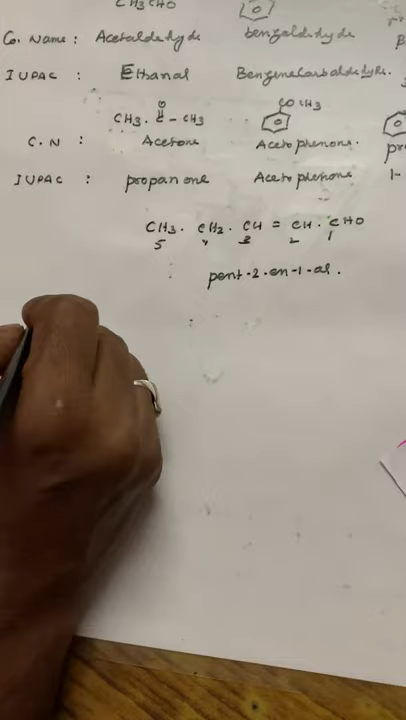 CH3CHO
Co. Name : Acetaldehyde benzaldehyde
IUPAC : Ethanal Benzenecarbaldehyde.
O COCH3
CH3 . C - CH3
C.N : Acetone Acetophenone.
IUPAC : propanone Acetophenone 1-
CH3 . CH2 . CH = CH . CHO
5 4 3 2 1
pent-2-en-1-al.